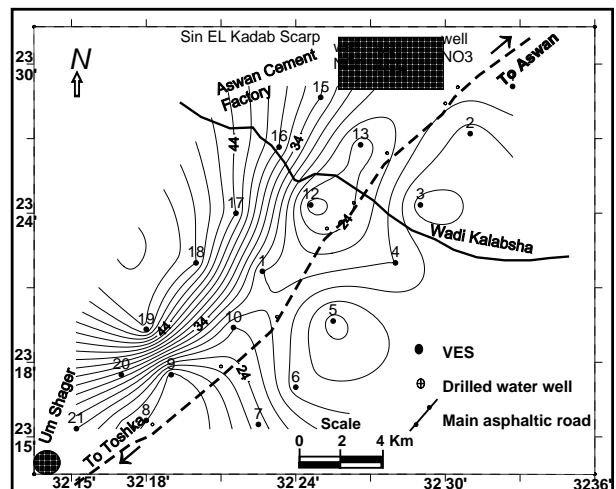 Sin EL Kadab Scarp
well
NO3
To Aswan
23
30'
N
Aswan Cement
Factory
15
2
44
16
34
13
23
24'
17
12
3
24
Wadi Kalabsha
18
1
4
19
44
34
10
5
VES
23
18'
20
9
24
6
Drilled water well
Um Shager
Main asphaltic road
21
8
7
Scale
23
15'
To Toshka
0 2 4 Km
32 15'
32 18'
32 24'
32 30'
32 36'